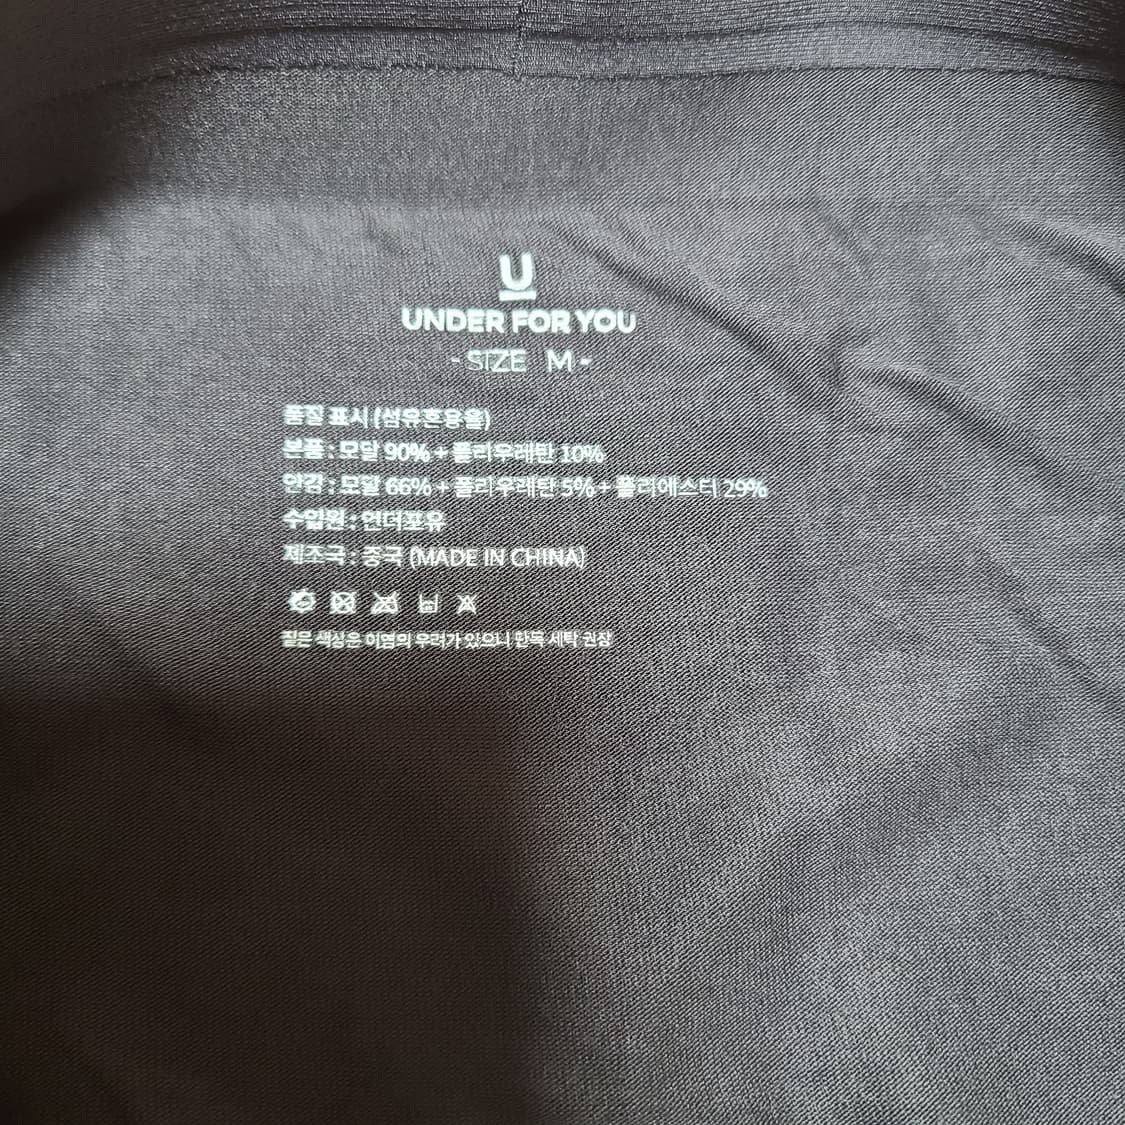 U
UNDER FOR YOU
- SIZE M -
품질 표시 (섬유혼용율)
본품 : 모달 90% + 폴리우레탄 10%
안감 : 모달 66% + 폴리우레탄 5% + 폴리에스터 29%
수입원 : 언더포유
제조국 : 중국 (MADE IN CHINA)
짙은 색상은 이염의 우려가 있으니 단독 세탁 권장